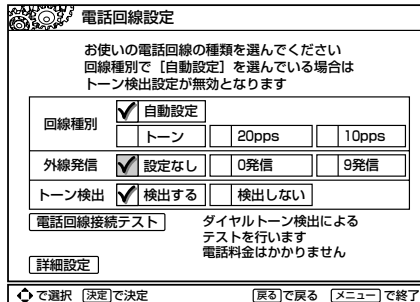 電話回線設定
お使いの電話回線の種類を選んでください
回線種別で［自動設定］を選んでいる場合は
トーン検出設定が無効となります
回線種別 自動設定
トーン 20pps 10pps
外線発信 設定なし 0発信 9発信
トーン検出 検出する 検出しない
電話回線接続テスト ダイヤルトーン検出による
テストを行います
電話料金はかかりません
詳細設定
で選択 決定で決定 戻るで戻る メニューで終了